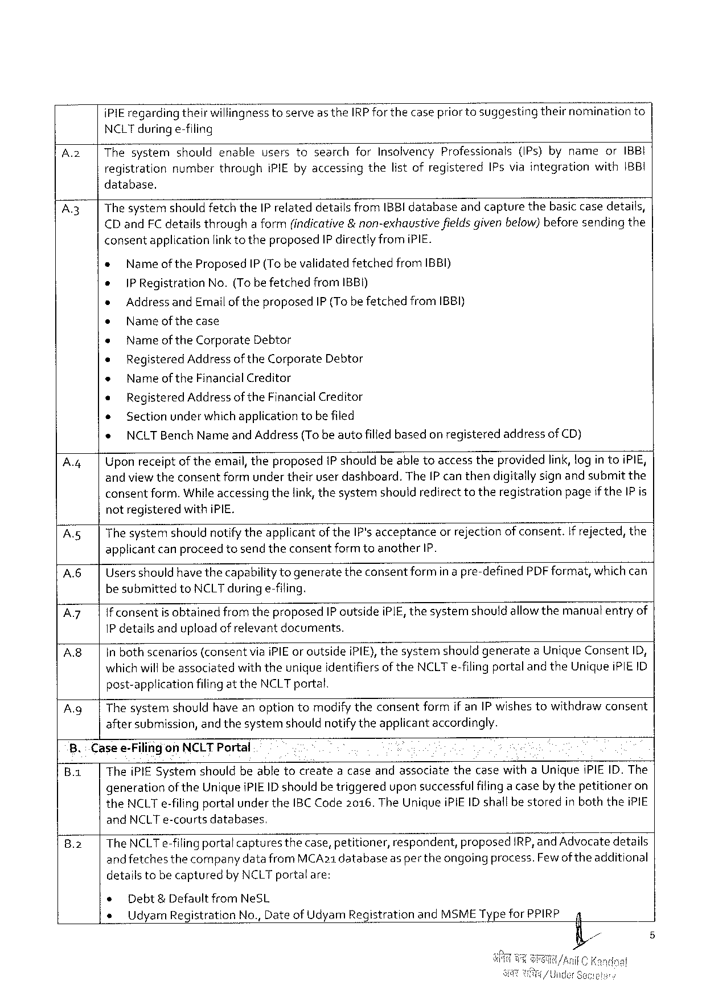 iPIE regarding their willingness to serve as the IRP for the case prior to suggesting their nomination to
NCLT during e-filing
A.2 The system should enable users to search for Insolvency Professionals (IPs) by name or IBBI
registration number through iPIE by accessing the list of registered IPs via integration with IBBI
database.
A.3 The system should fetch the IP related details from IBBI database and capture the basic case details,
CD and FC details through a form (indicative & non-exhaustive fields given below) before sending the
consent application link to the proposed IP directly from iPIE.
• Name of the Proposed IP (To be validated fetched from IBBI)
• IP Registration No. (To be fetched from IBBI)
• Address and Email of the proposed IP (To be fetched from IBBI)
• Name of the case
• Name of the Corporate Debtor
• Registered Address of the Corporate Debtor
• Name of the Financial Creditor
• Registered Address of the Financial Creditor
• Section under which application to be filed
• NCLT Bench Name and Address (To be auto filled based on registered address of CD)
A.4 Upon receipt of the email, the proposed IP should be able to access the provided link, log in to iPIE,
and view the consent form under their user dashboard. The IP can then digitally sign and submit the
consent form. While accessing the link, the system should redirect to the registration page if the IP is
not registered with iPIE.
A.5 The system should notify the applicant of the IP's acceptance or rejection of consent. If rejected, the
applicant can proceed to send the consent form to another IP.
A.6 Users should have the capability to generate the consent form in a pre-defined PDF format, which can
be submitted to NCLT during e-filing.
A.7 If consent is obtained from the proposed IP outside iPIE, the system should allow the manual entry of
IP details and upload of relevant documents.
A.8 In both scenarios (consent via iPIE or outside iPIE), the system should generate a Unique Consent ID,
which will be associated with the unique identifiers of the NCLT e-filing portal and the Unique iPIE ID
post-application filing at the NCLT portal.
A.9 The system should have an option to modify the consent form if an IP wishes to withdraw consent
after submission, and the system should notify the applicant accordingly.
B. Case e-Filing on NCLT Portal
B.1 The iPIE System should be able to create a case and associate the case with a Unique iPIE ID. The
generation of the Unique iPIE ID should be triggered upon successful filing a case by the petitioner on
the NCLT e-filing portal under the IBC Code 2016. The Unique iPIE ID shall be stored in both the iPIE
and NCLT e-courts databases.
B.2 The NCLT e-filing portal captures the case, petitioner, respondent, proposed IRP, and Advocate details
and fetches the company data from MCA21 database as per the ongoing process. Few of the additional
details to be captured by NCLT portal are:
• Debt & Default from NeSL
• Udyam Registration No., Date of Udyam Registration and MSME Type for PPIRP
5
अनिल चन्द्र काण्डपाल/Anil C Kandpal
अवर सचिव/Under Secretary